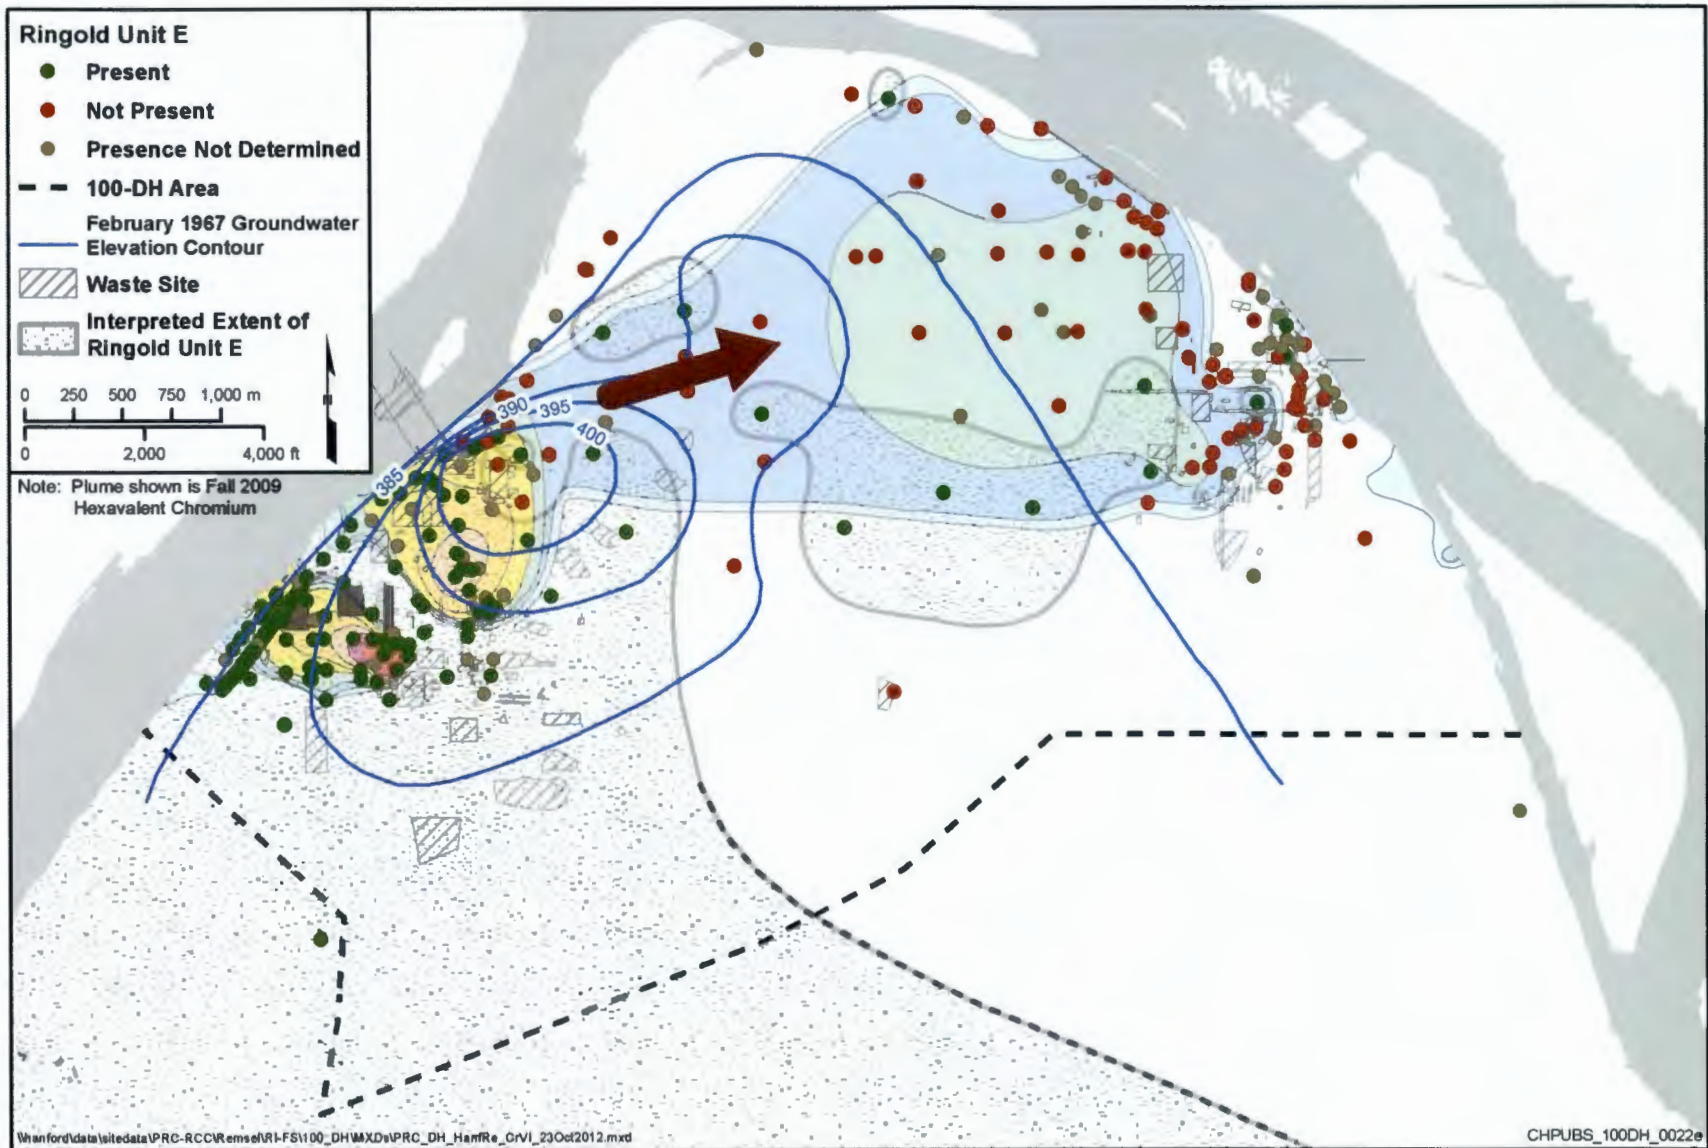 Ringold Unit E
Present
Not Present
Presence Not Determined
100-DH Area
February 1967 Groundwater
Elevation Contour
Waste Site
Interpreted Extent of
Ringold Unit E
0 250 500 750 1,000 m
0 2,000 4,000 ft
Note: Plume shown is Fall 2009
Hexavalent Chromium
390
395
400
385
\\hanford\data\sitedata\PRC-RCC\Remsel\RI-FS\100_DH\MXDs\PRC_DH_HanfRe_CrVI_23Oct2012.mxd
CHPUBS_100DH_0022g